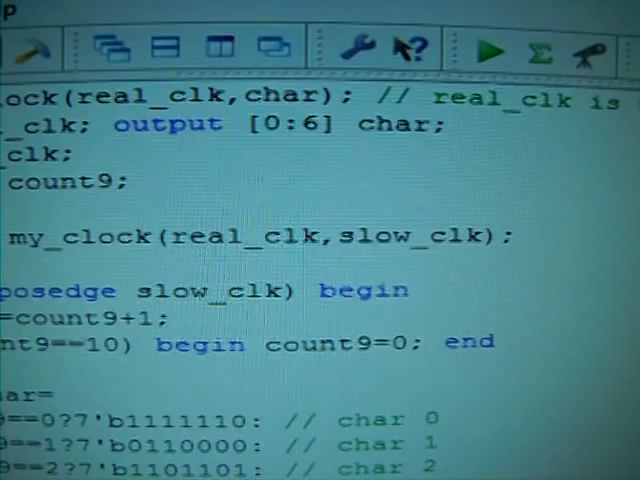 P
ock(real_clk,char); // real_clk is
_clk; output [0:6] char;
_clk;
count9;
my_clock(real_clk,slow_clk);
posedge slow_clk) begin
=count9+1;
nt9==10) begin count9=0; end
ar=
9==0?7'b1111110: // char 0
9==1?7'b0110000: // char 1
9==2?7'b1101101: // char 2